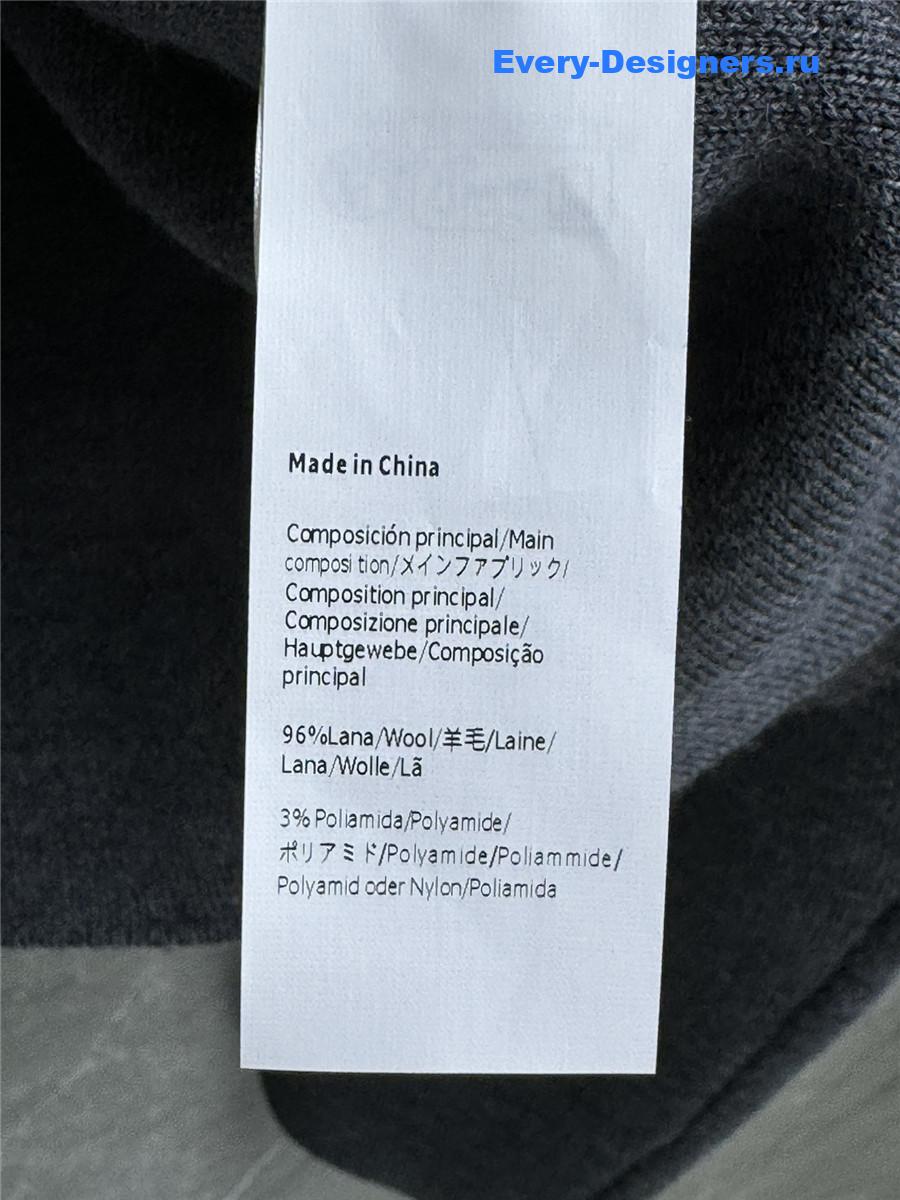 Every-Designers.ru
Made in China
Composición principal/Main
composi tion/メインファブリック/
Composition principal/
Composizione principale/
Hauptgewebe/Composição
principal
96%Lana/Wool/羊毛/Laine/
Lana/Wolle/Lã
3% Poliamida/Polyamide/
ポリアミド/Polyamide/Poliammide/
Polyamid oder Nylon/Poliamida